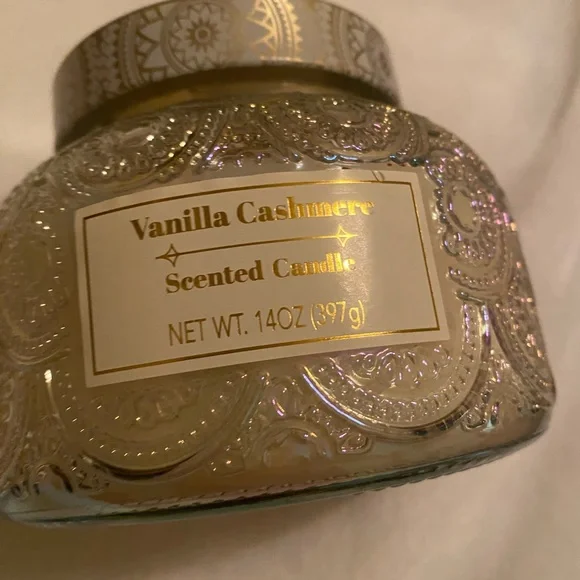 Vanilla Cashmere
Scented Candle
NET WT. 14OZ (397g)